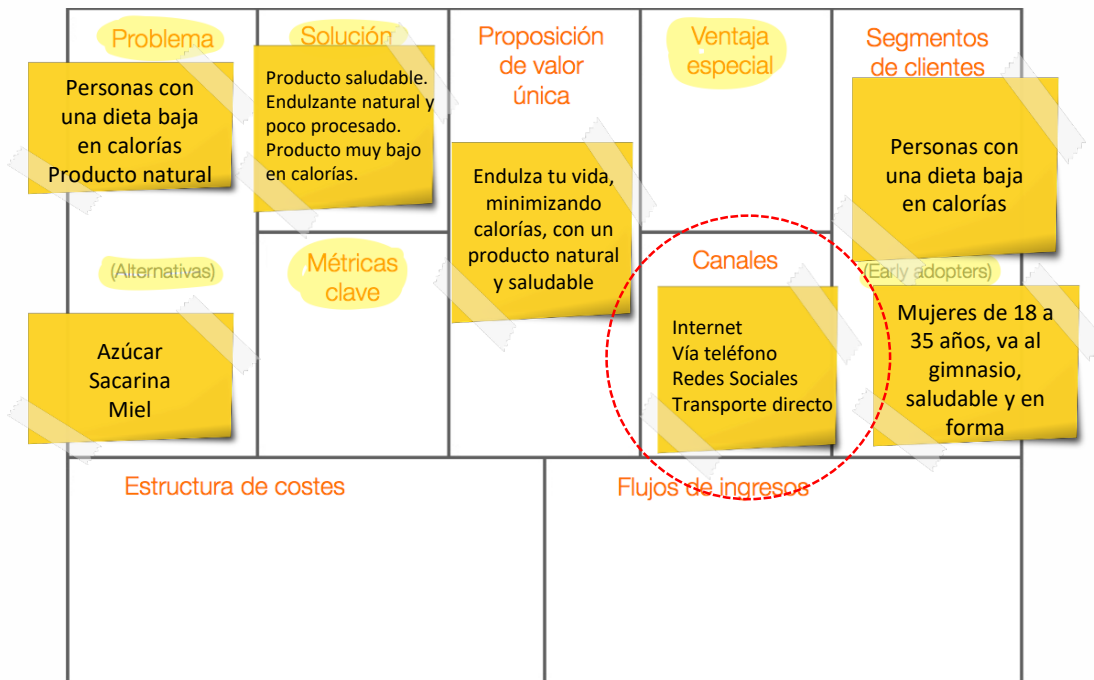 Problema
Personas con
una dieta baja
en calorías
Producto natural
(Alternativas)
Azúcar
Sacarina
Miel
Solución
Producto saludable.
Endulzante natural y
poco procesado.
Producto muy bajo
en calorías.
Métricas
clave
Proposición
de valor
única
Endulza tu vida,
minimizando
calorías, con un
producto natural
y saludable
Ventaja
especial
Canales
Internet
Vía teléfono
Redes Sociales
Transporte directo
Segmentos
de clientes
Personas con
una dieta baja
en calorías
(Early adopters)
Mujeres de 18 a
35 años, va al
gimnasio,
saludable y en
forma
Estructura de costes
Flujos de ingresos